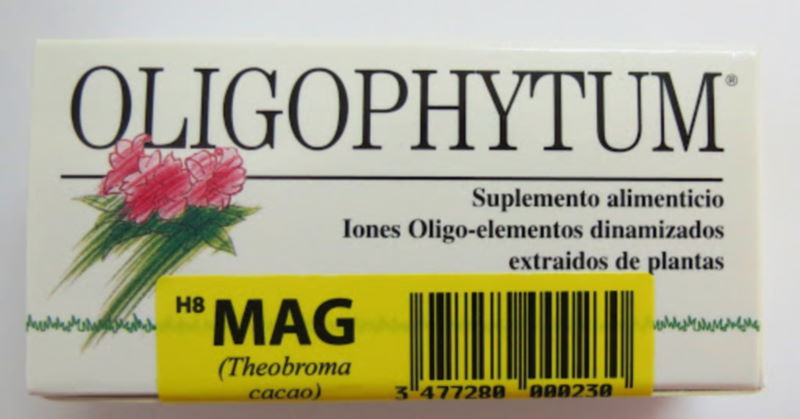 OLIGOPHYTUM®
Suplemento alimenticio
Iones Oligo-elementos dinamizados
extraidos de plantas
H8 MAG
(Theobroma
cacao)
3 477280 000230